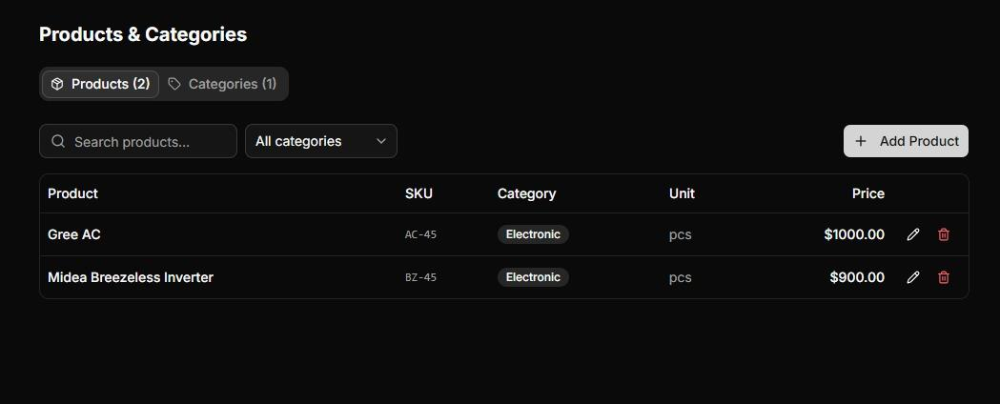 Products & Categories
Products (2) Categories (1)
Search products... All categories Add Product
Product SKU Category Unit Price
Gree AC AC-45 Electronic pcs $1000.00
Midea Breezeless Inverter BZ-45 Electronic pcs $900.00